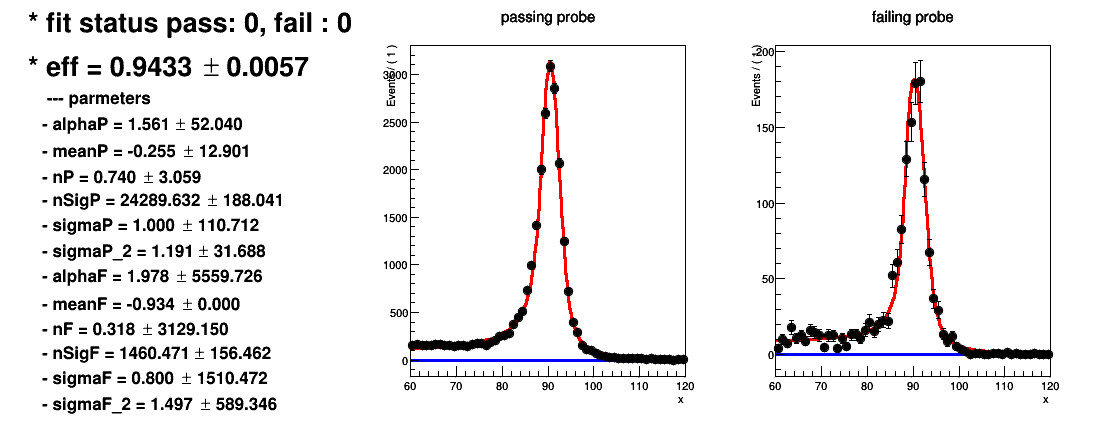 * fit status pass: 0, fail : 0
* eff = 0.9433 ± 0.0057
--- parmeters
- alphaP = 1.561 ± 52.040
- meanP = -0.255 ± 12.901
- nP = 0.740 ± 3.059
- nSigP = 24289.632 ± 188.041
- sigmaP = 1.000 ± 110.712
- sigmaP_2 = 1.191 ± 31.688
- alphaF = 1.978 ± 5559.726
- meanF = -0.934 ± 0.000
- nF = 0.318 ± 3129.150
- nSigF = 1460.471 ± 156.462
- sigmaF = 0.800 ± 1510.472
- sigmaF_2 = 1.497 ± 589.346
passing probe
Events / ( 1 )
3000
2500
2000
1500
1000
500
0
60 70 80 90 100 110 120
x
failing probe
Events / ( 1 )
200
150
100
50
0
60 70 80 90 100 110 120
x